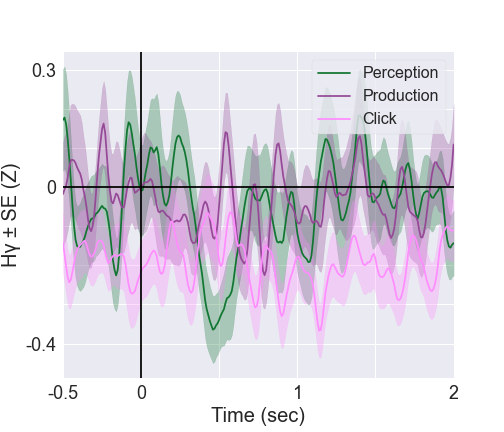 Perception
Production
Click
0.3
0
-0.4
Hγ ± SE (Z)
-0.5
0
1
2
Time (sec)